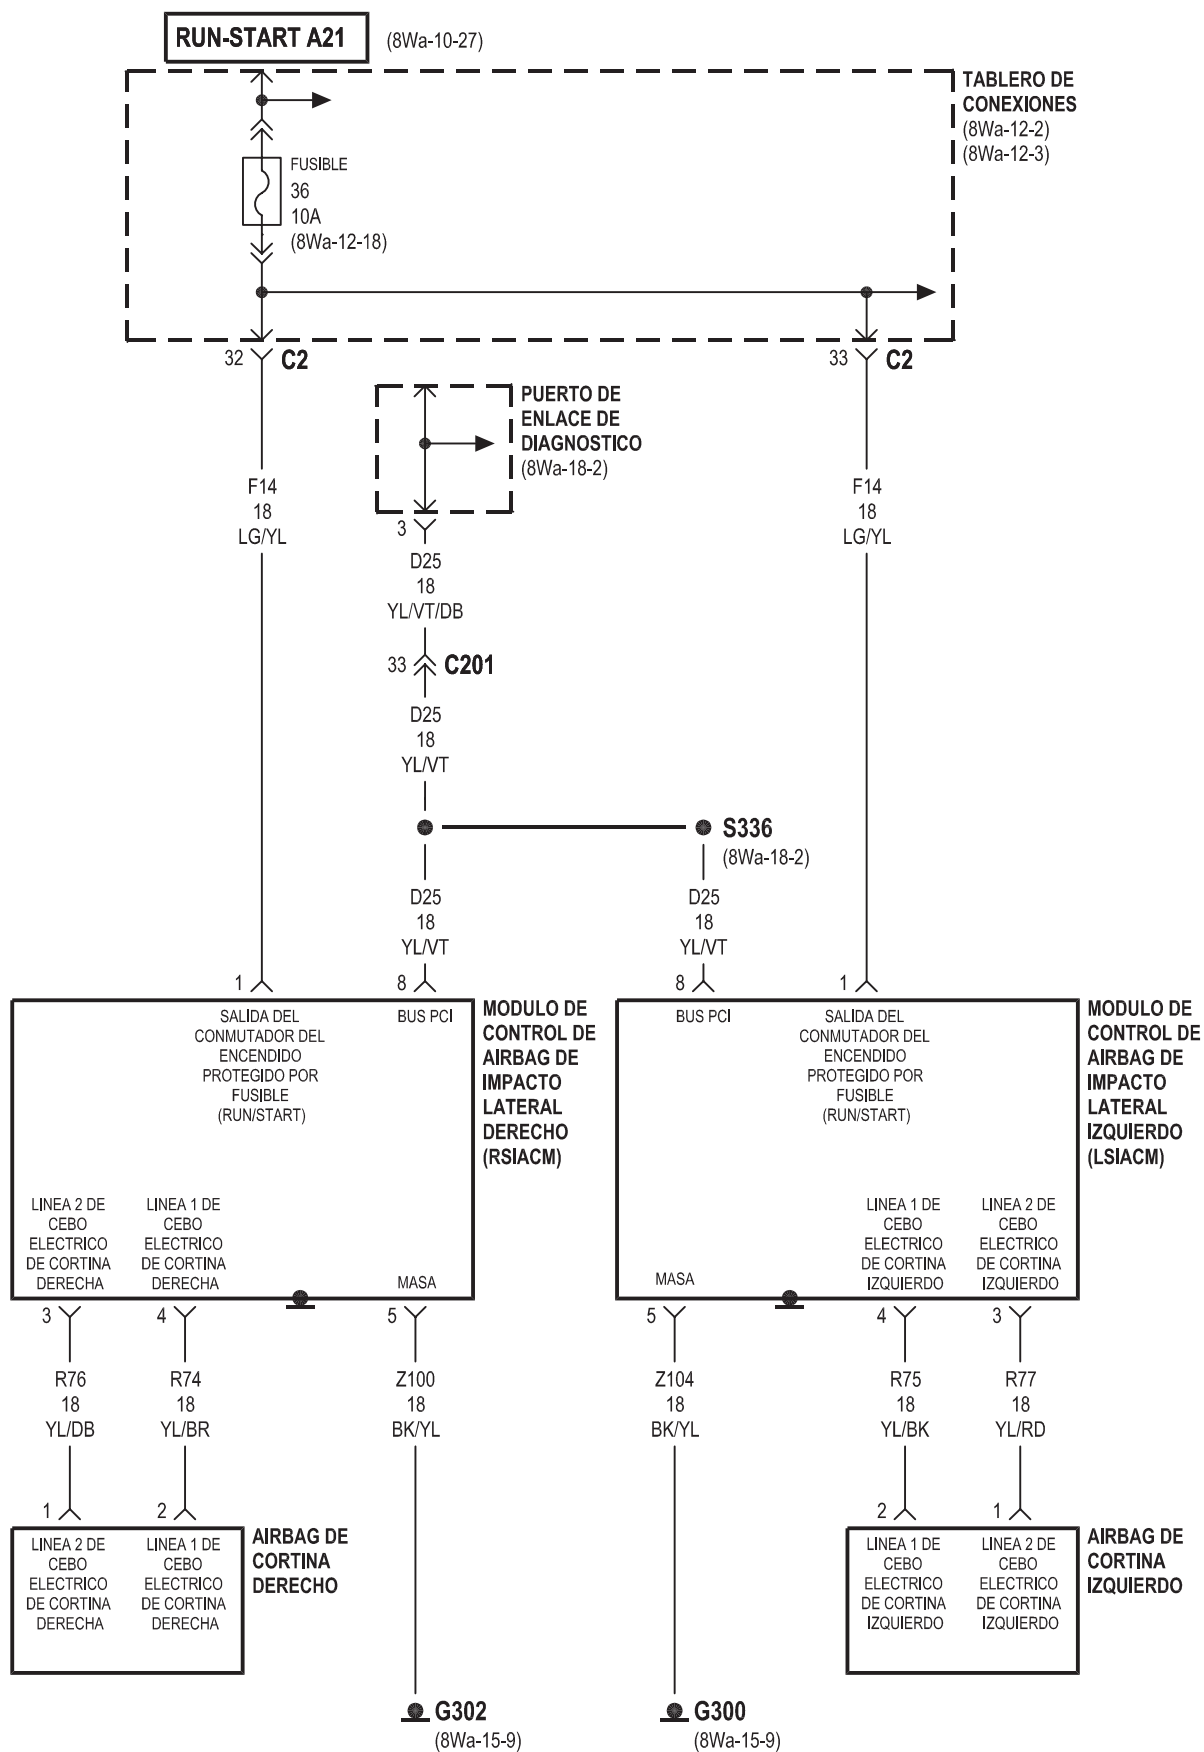 RUN-START A21
(8Wa-10-27)
TABLERO DE
CONEXIONES
(8Wa-12-2)
(8Wa-12-3)
FUSIBLE
36
10A
(8Wa-12-18)
32
C2
33
C2
PUERTO DE
ENLACE DE
DIAGNOSTICO
(8Wa-18-2)
F14
18
LG/YL
F14
18
LG/YL
3
D25
18
YL/VT/DB
33
C201
D25
18
YL/VT
S336
(8Wa-18-2)
D25
18
YL/VT
D25
18
YL/VT
1
8
8
1
SALIDA DEL
CONMUTADOR DEL
ENCENDIDO
PROTEGIDO POR
FUSIBLE
(RUN/START)
BUS PCI
MODULO DE
CONTROL DE
AIRBAG DE
IMPACTO
LATERAL
DERECHO
(RSIACM)
BUS PCI
SALIDA DEL
CONMUTADOR DEL
ENCENDIDO
PROTEGIDO POR
FUSIBLE
(RUN/START)
MODULO DE
CONTROL DE
AIRBAG DE
IMPACTO
LATERAL
IZQUIERDO
(LSIACM)
LINEA 2 DE
CEBO
ELECTRICO
DE CORTINA
DERECHA
LINEA 1 DE
CEBO
ELECTRICO
DE CORTINA
DERECHA
MASA
MASA
LINEA 1 DE
CEBO
ELECTRICO
DE CORTINA
IZQUIERDO
LINEA 2 DE
CEBO
ELECTRICO
DE CORTINA
IZQUIERDO
3
4
5
5
4
3
R76
18
YL/DB
R74
18
YL/BR
Z100
18
BK/YL
Z104
18
BK/YL
R75
18
YL/BK
R77
18
YL/RD
1
2
2
1
LINEA 2 DE
CEBO
ELECTRICO
DE CORTINA
DERECHA
LINEA 1 DE
CEBO
ELECTRICO
DE CORTINA
DERECHA
AIRBAG DE
CORTINA
DERECHO
LINEA 1 DE
CEBO
ELECTRICO
DE CORTINA
IZQUIERDO
LINEA 2 DE
CEBO
ELECTRICO
DE CORTINA
IZQUIERDO
AIRBAG DE
CORTINA
IZQUIERDO
G302
(8Wa-15-9)
G300
(8Wa-15-9)